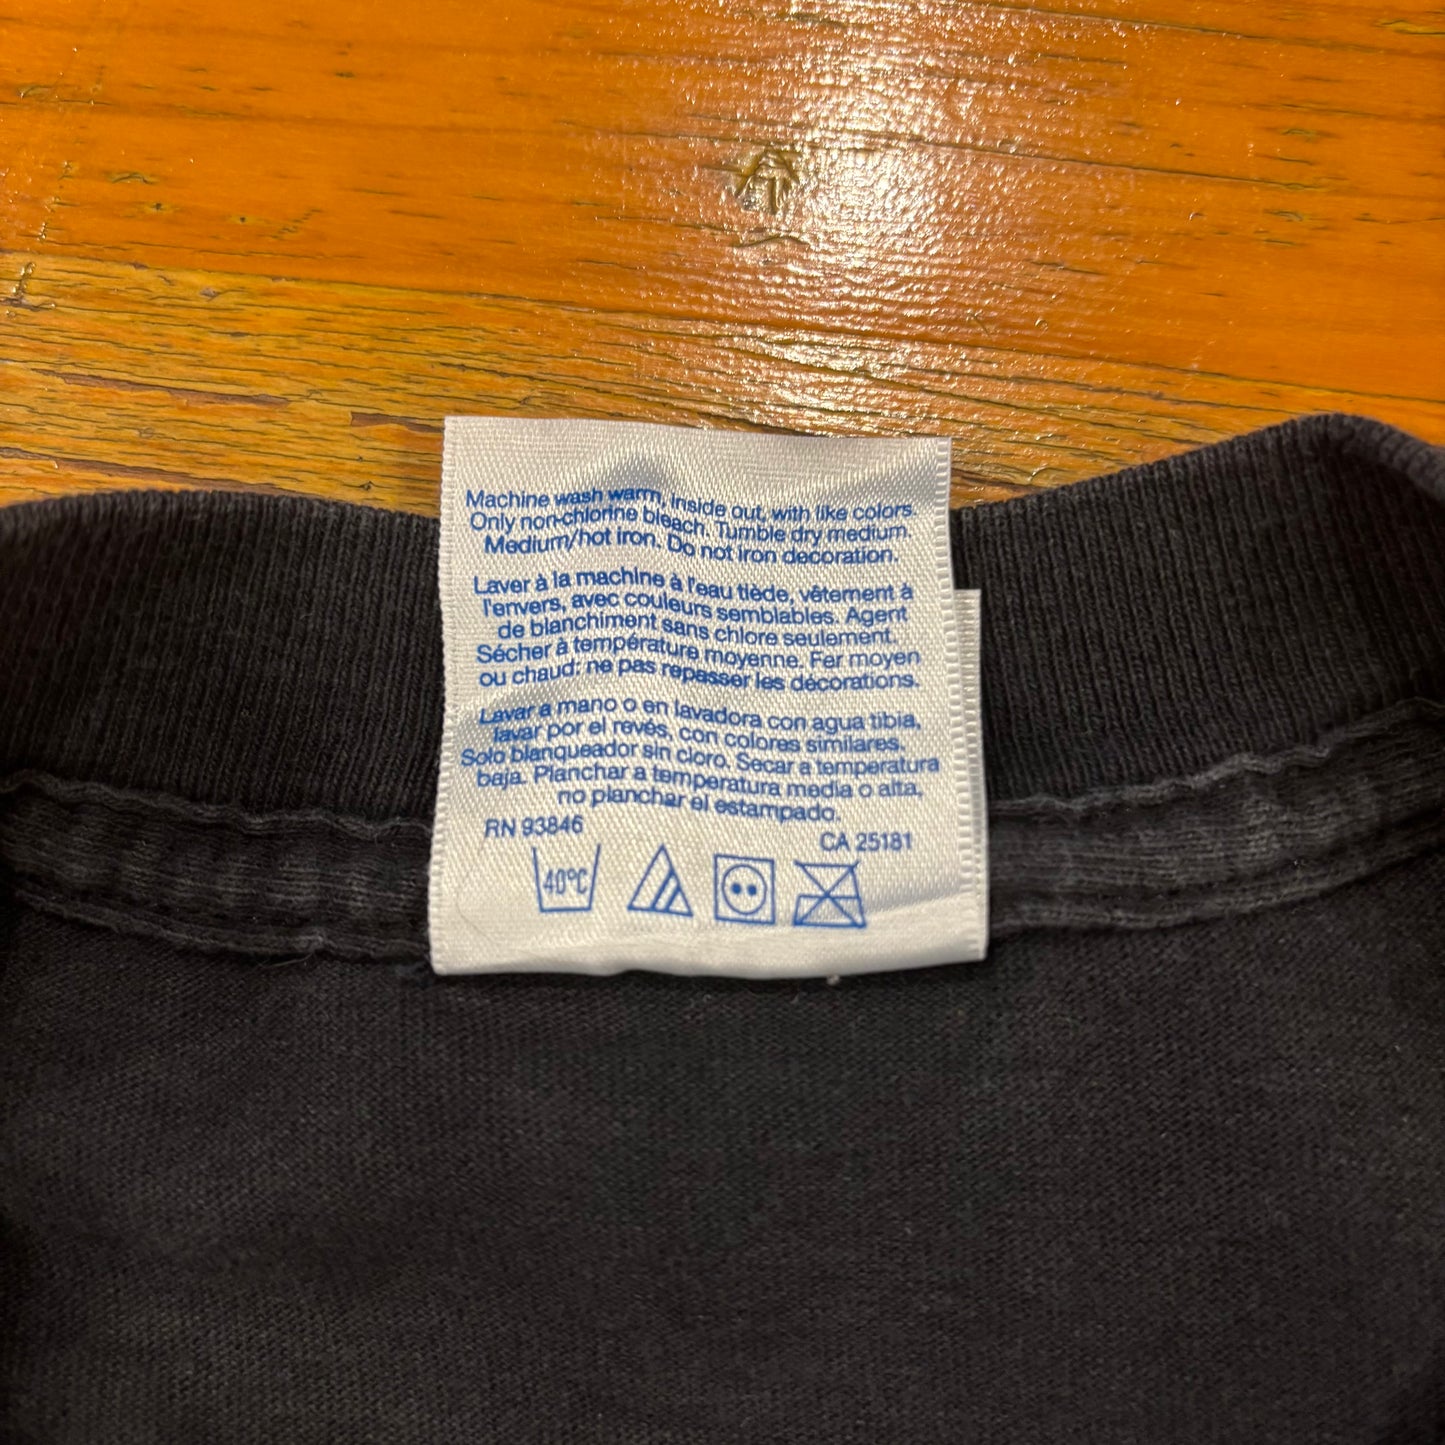 Machine wash warm, inside out, with like colors.
Only non-chlorine bleach. Tumble dry medium.
Medium/hot iron. Do not iron decoration.
Laver à la machine à l'eau tiède, vêtement à
l'envers, avec couleurs semblables. Agent
de blanchiment sans chlore seulement.
Sécher à température moyenne. Fer moyen
ou chaud: ne pas repasser les décorations.
Lavar a mano o en lavadora con agua tibia,
lavar por el revés, con colores similares.
Solo blanqueador sin cloro. Secar a temperatura
baja. Planchar a temperatura media o alta,
no planchar el estampado.
RN 93846 CA 25181
40°C